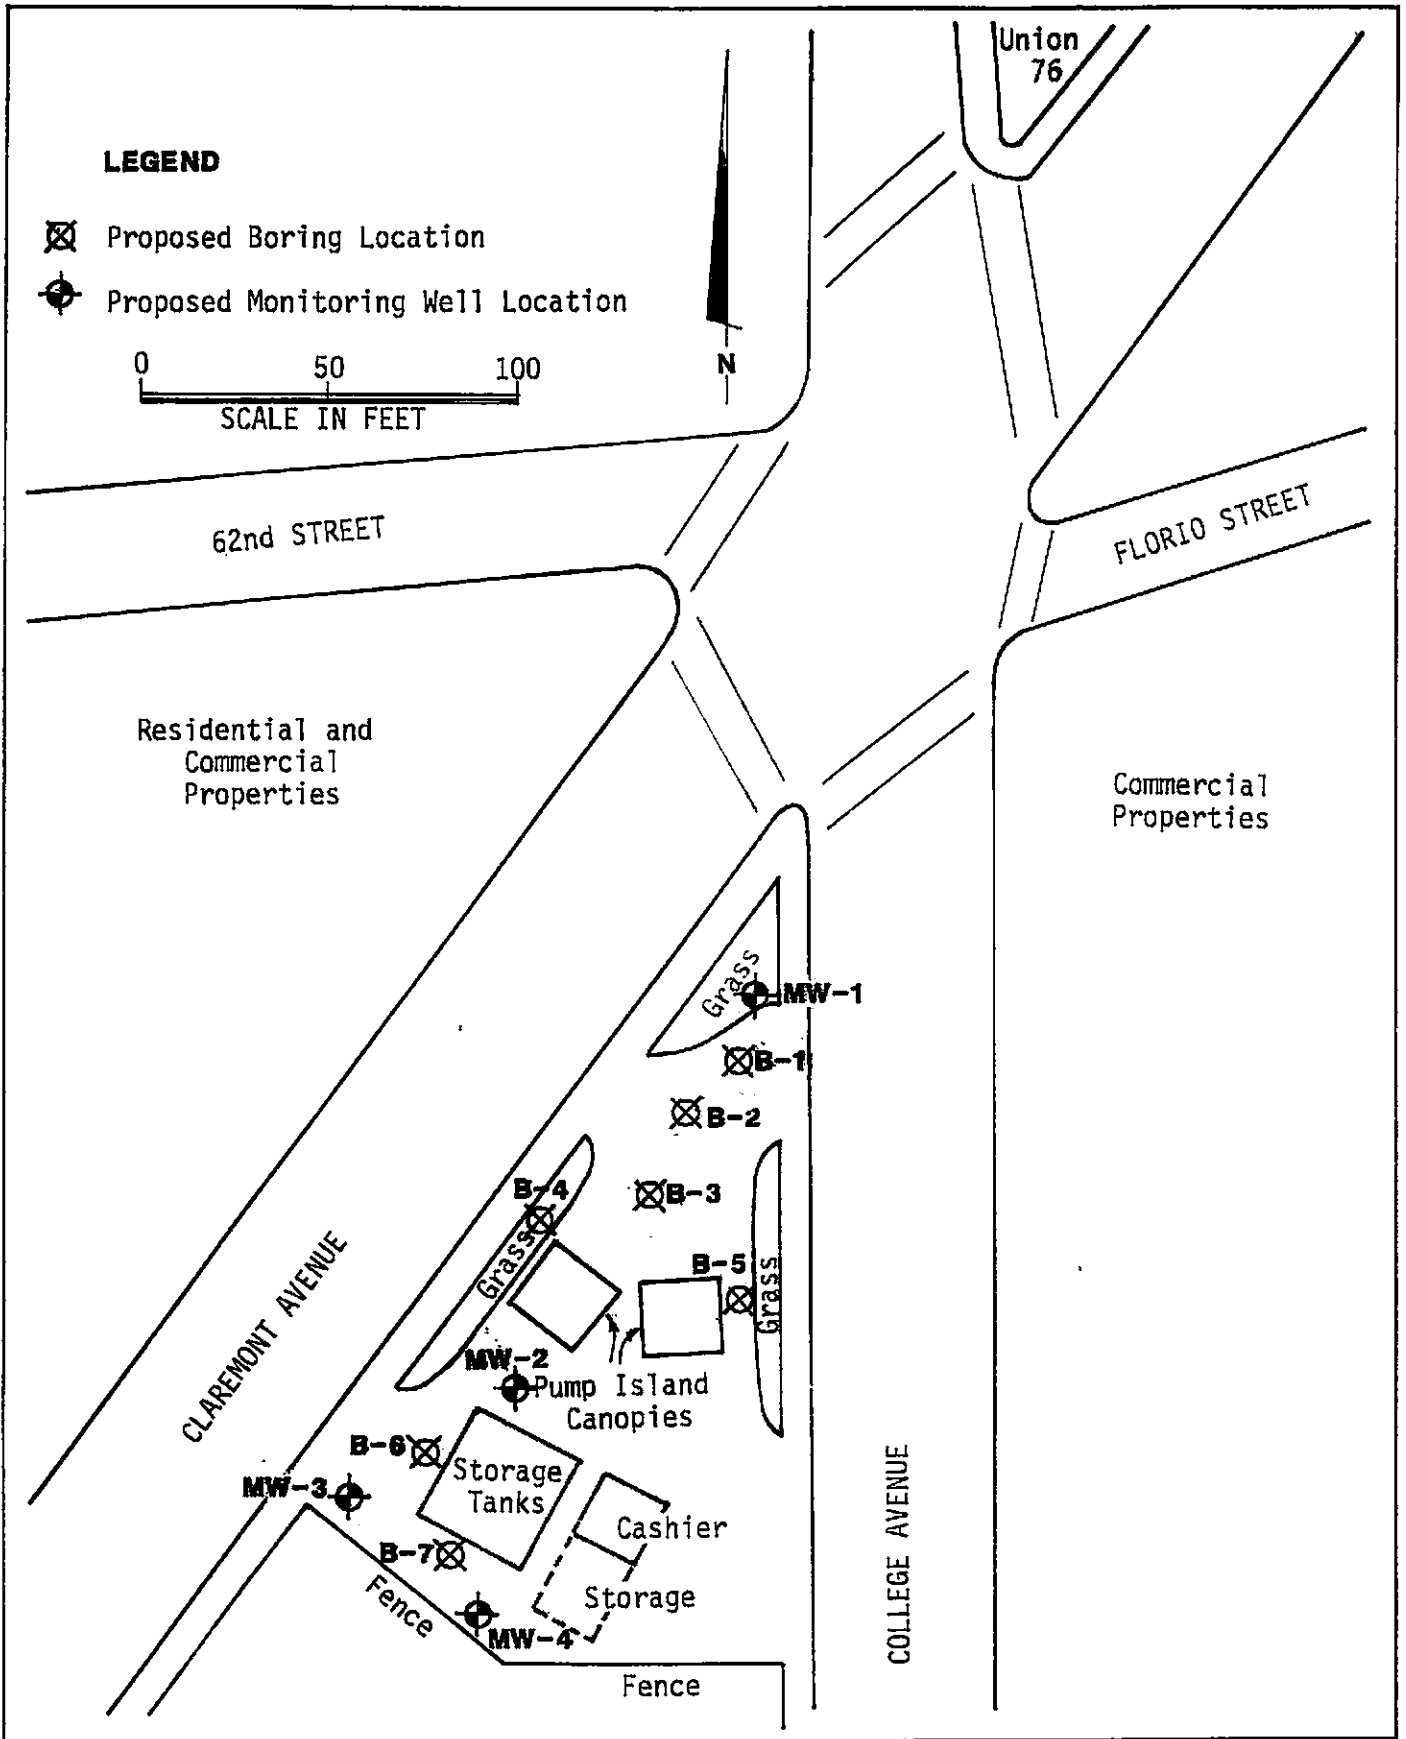 Union
76
LEGEND
Proposed Boring Location
Proposed Monitoring Well Location
0 50 100
SCALE IN FEET
N
62nd STREET
FLORIO STREET
Residential and
Commercial
Properties
Commercial
Properties
Grass
MW-1
B-1
B-2
B-3
B-4
Grass
B-5
Grass
CLAREMONT AVENUE
MW-2
Pump Island
Canopies
B-6
Storage
Tanks
MW-3
Cashier
B-7
Storage
Fence
MW-4
Fence
COLLEGE AVENUE